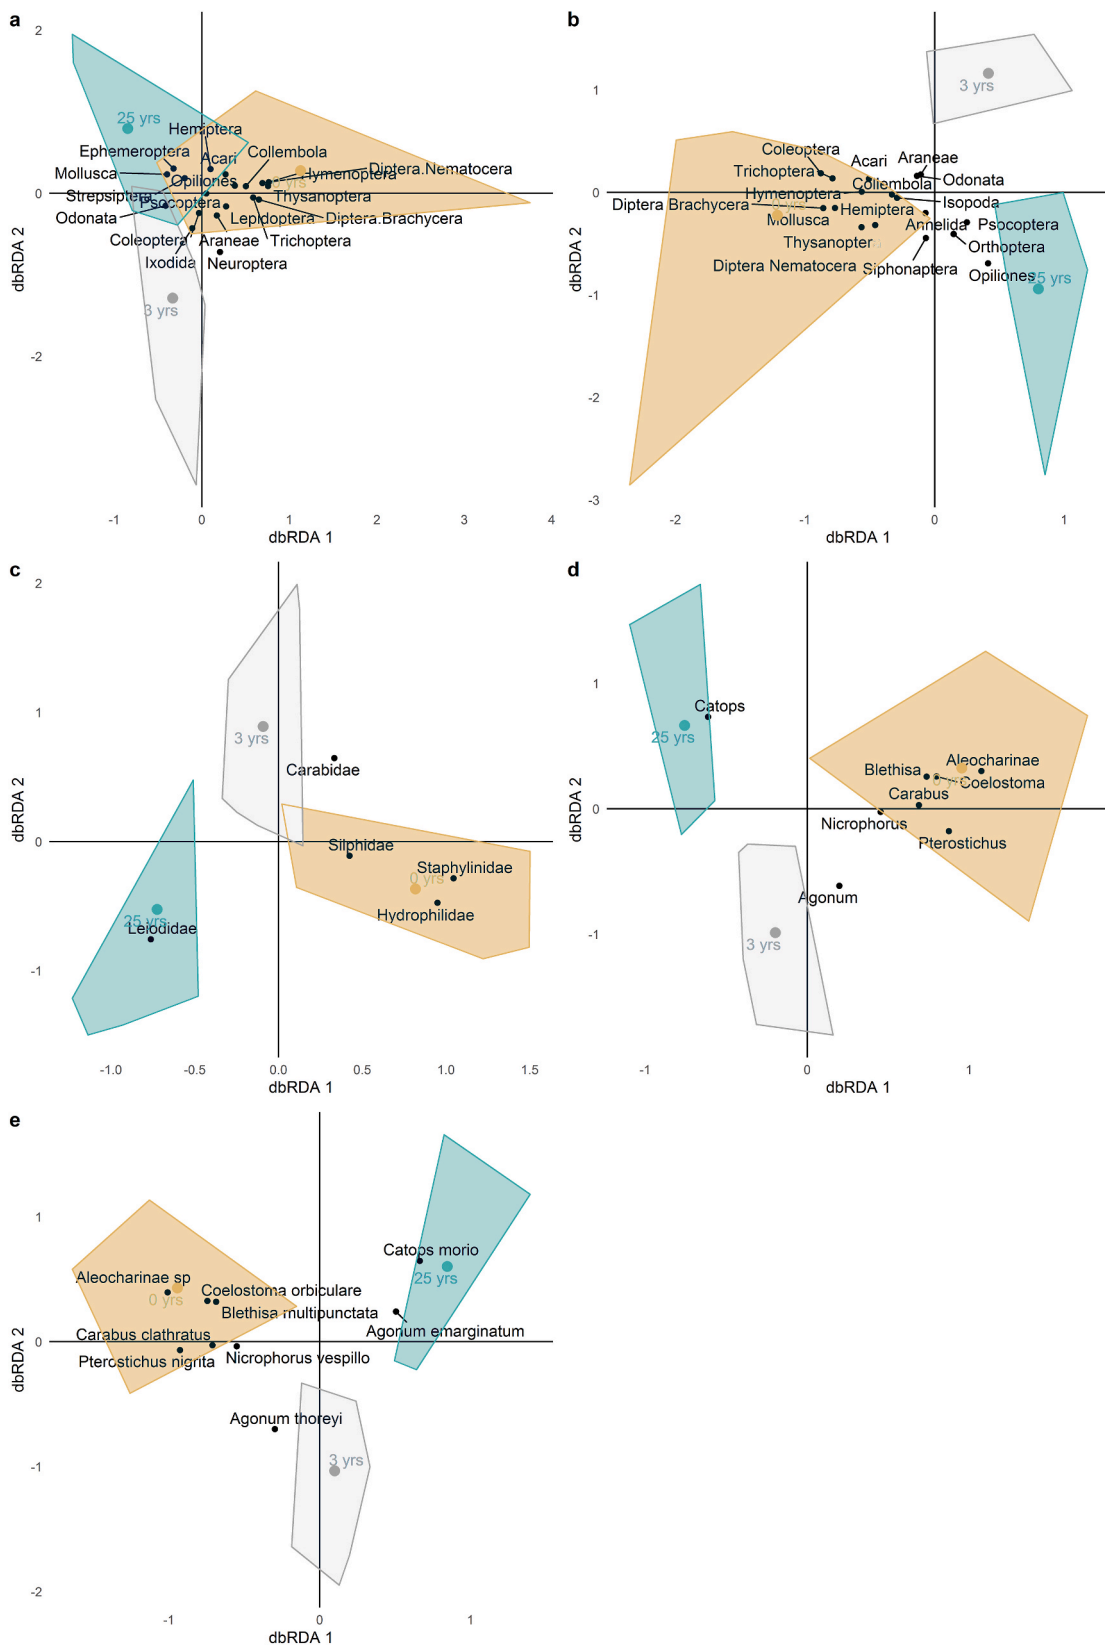 a
2
25 yrs
Hemiptera
Ephemeroptera
Acari
Collembola
Mollusca
Opiliones
0 yrs
Hymenoptera
Diptera.Nematocera
0
Strepsiptera
Psocoptera
Thysanoptera
Odonata
Lepidoptera
Diptera.Brachycera
Coleoptera
Araneae
Trichoptera
Ixodida
Neuroptera
3 yrs
-2
dbRDA 2
-1 0 1 2 3 4
dbRDA 1
b
3 yrs
1
Coleoptera
Acari
Araneae
Trichoptera
Collembola
Odonata
0
Hymenoptera
Isopoda
Diptera Brachycera
0 yrs
Hemiptera
Mollusca
Annelida
Psocoptera
Thysanoptera
Orthoptera
Diptera Nematocera
Siphonaptera
Opiliones
25 yrs
-1
-2
-3
dbRDA 2
-2 -1 0 1
dbRDA 1
c
2
1
3 yrs
Carabidae
0
Silphidae
Staphylinidae
0 yrs
Hydrophilidae
25 yrs
Leiodidae
-1
dbRDA 2
-1.0 -0.5 0.0 0.5 1.0 1.5
dbRDA 1
d
1
Catops
25 yrs
Aleocharinae
Blethisa
0 yrs
Coelostoma
Carabus
0
Nicrophorus
Pterostichus
Agonum
3 yrs
-1
dbRDA 2
-1 0 1
dbRDA 1
e
1
Catops morio
25 yrs
Aleocharinae sp
Coelostoma orbiculare
0 yrs
Blethisa multipunctata
Agonum emarginatum
Carabus clathratus
0
Pterostichus nigrita
Nicrophorus vespillo
Agonum thoreyi
3 yrs
-1
-2
dbRDA 2
-1 0 1
dbRDA 1